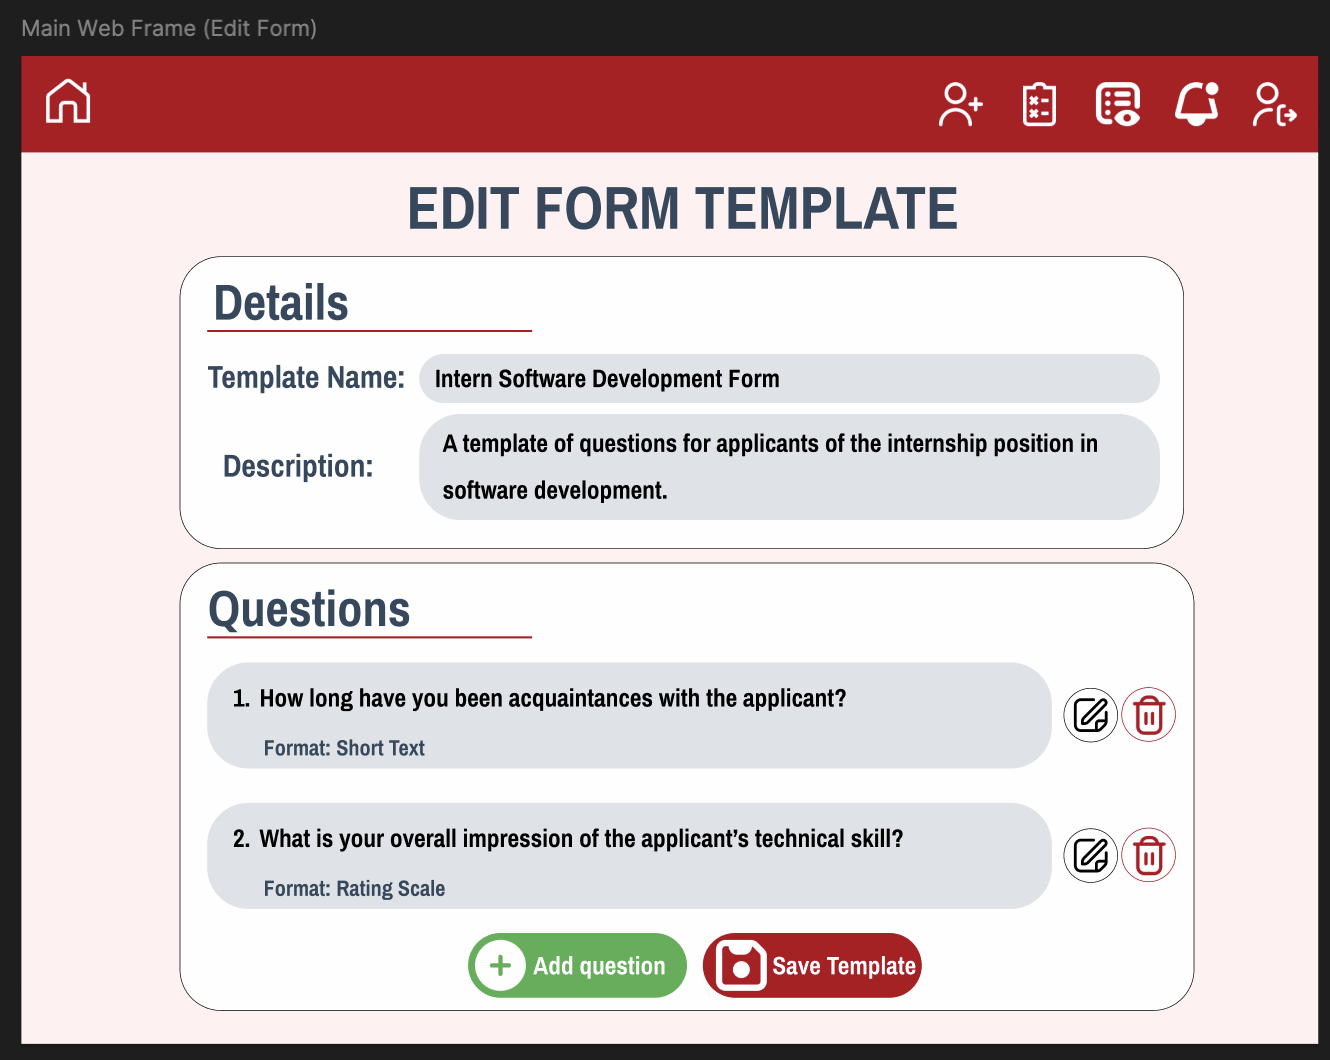 Main Web Frame (Edit Form)
EDIT FORM TEMPLATE
Details
Template Name: Intern Software Development Form
Description: A template of questions for applicants of the internship position in
software development.
Questions
1. How long have you been acquaintances with the applicant?
Format: Short Text
2. What is your overall impression of the applicant’s technical skill?
Format: Rating Scale
Add question Save Template